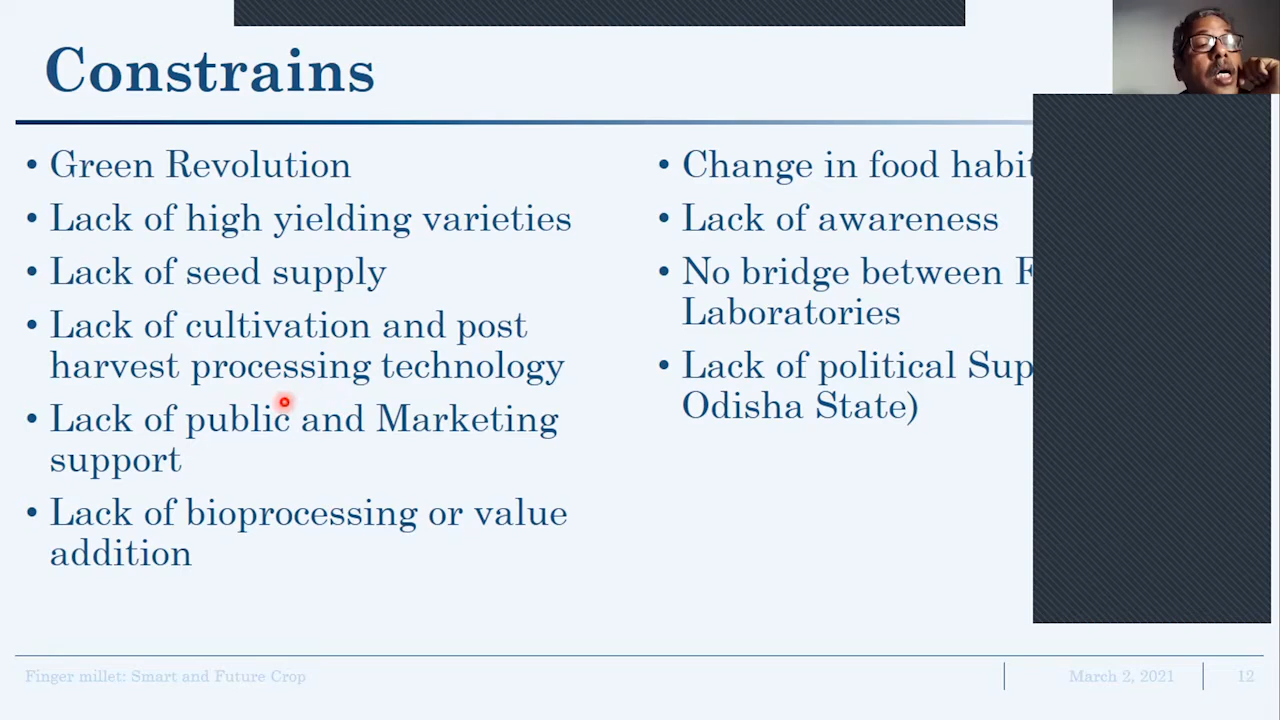 Constrains
• Green Revolution
• Lack of high yielding varieties
• Lack of seed supply
• Lack of cultivation and post
harvest processing technology
• Lack of public and Marketing
support
• Lack of bioprocessing or value
addition
• Change in food
• Lack of awareness
• No bridge between
Laboratories
• Lack of political
Odisha State)
Finger millet: Smart and Future Crop
March 2, 2021
12